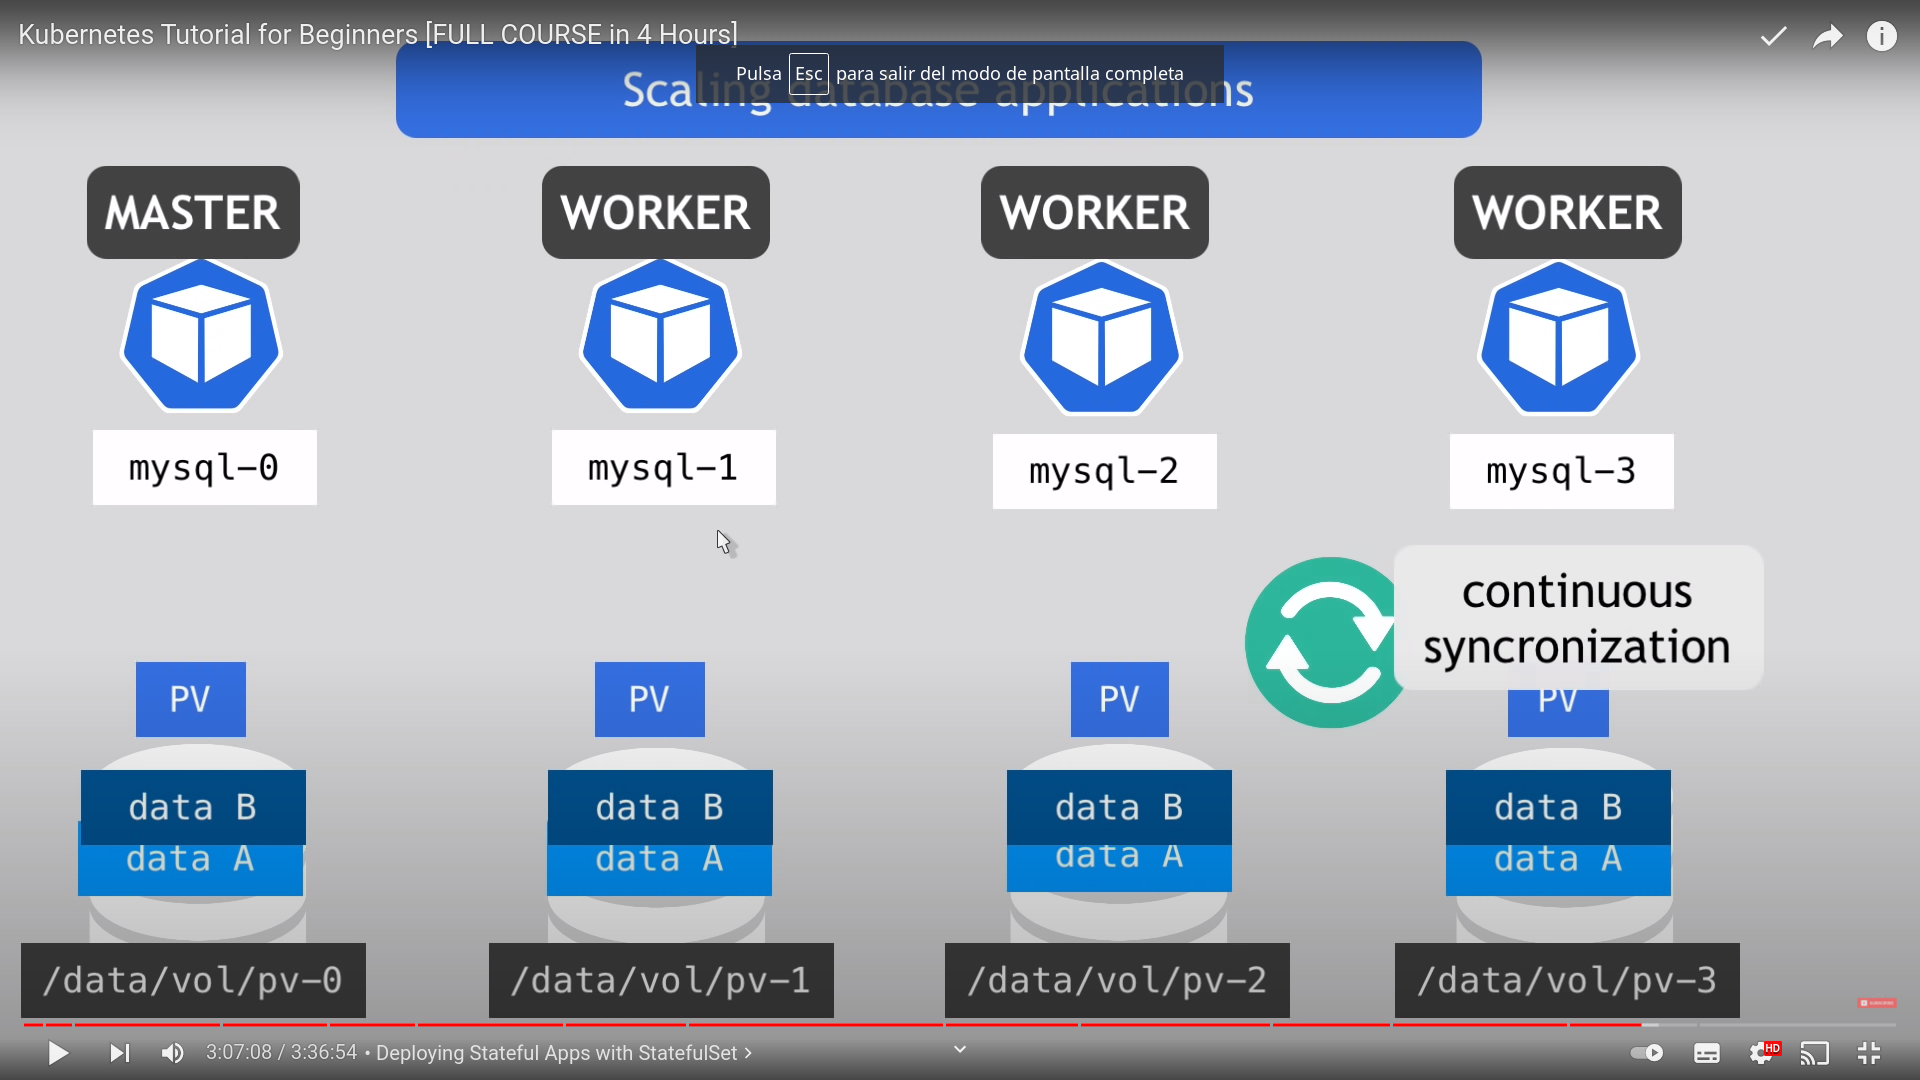 Kubernetes Tutorial for Beginners [FULL COURSE in 4 Hours]
Pulsa Esc para salir del modo de pantalla completa
Scaling database applications
MASTER WORKER WORKER WORKER
mysql-0 mysql-1 mysql-2 mysql-3
continuous
syncronization
PV PV PV PV
data B data B data B data B
data A data A data A data A
/data/vol/pv-0 /data/vol/pv-1 /data/vol/pv-2 /data/vol/pv-3
SUBSCRIBE
3:07:08 / 3:36:54 • Deploying Stateful Apps with StatefulSet
HD